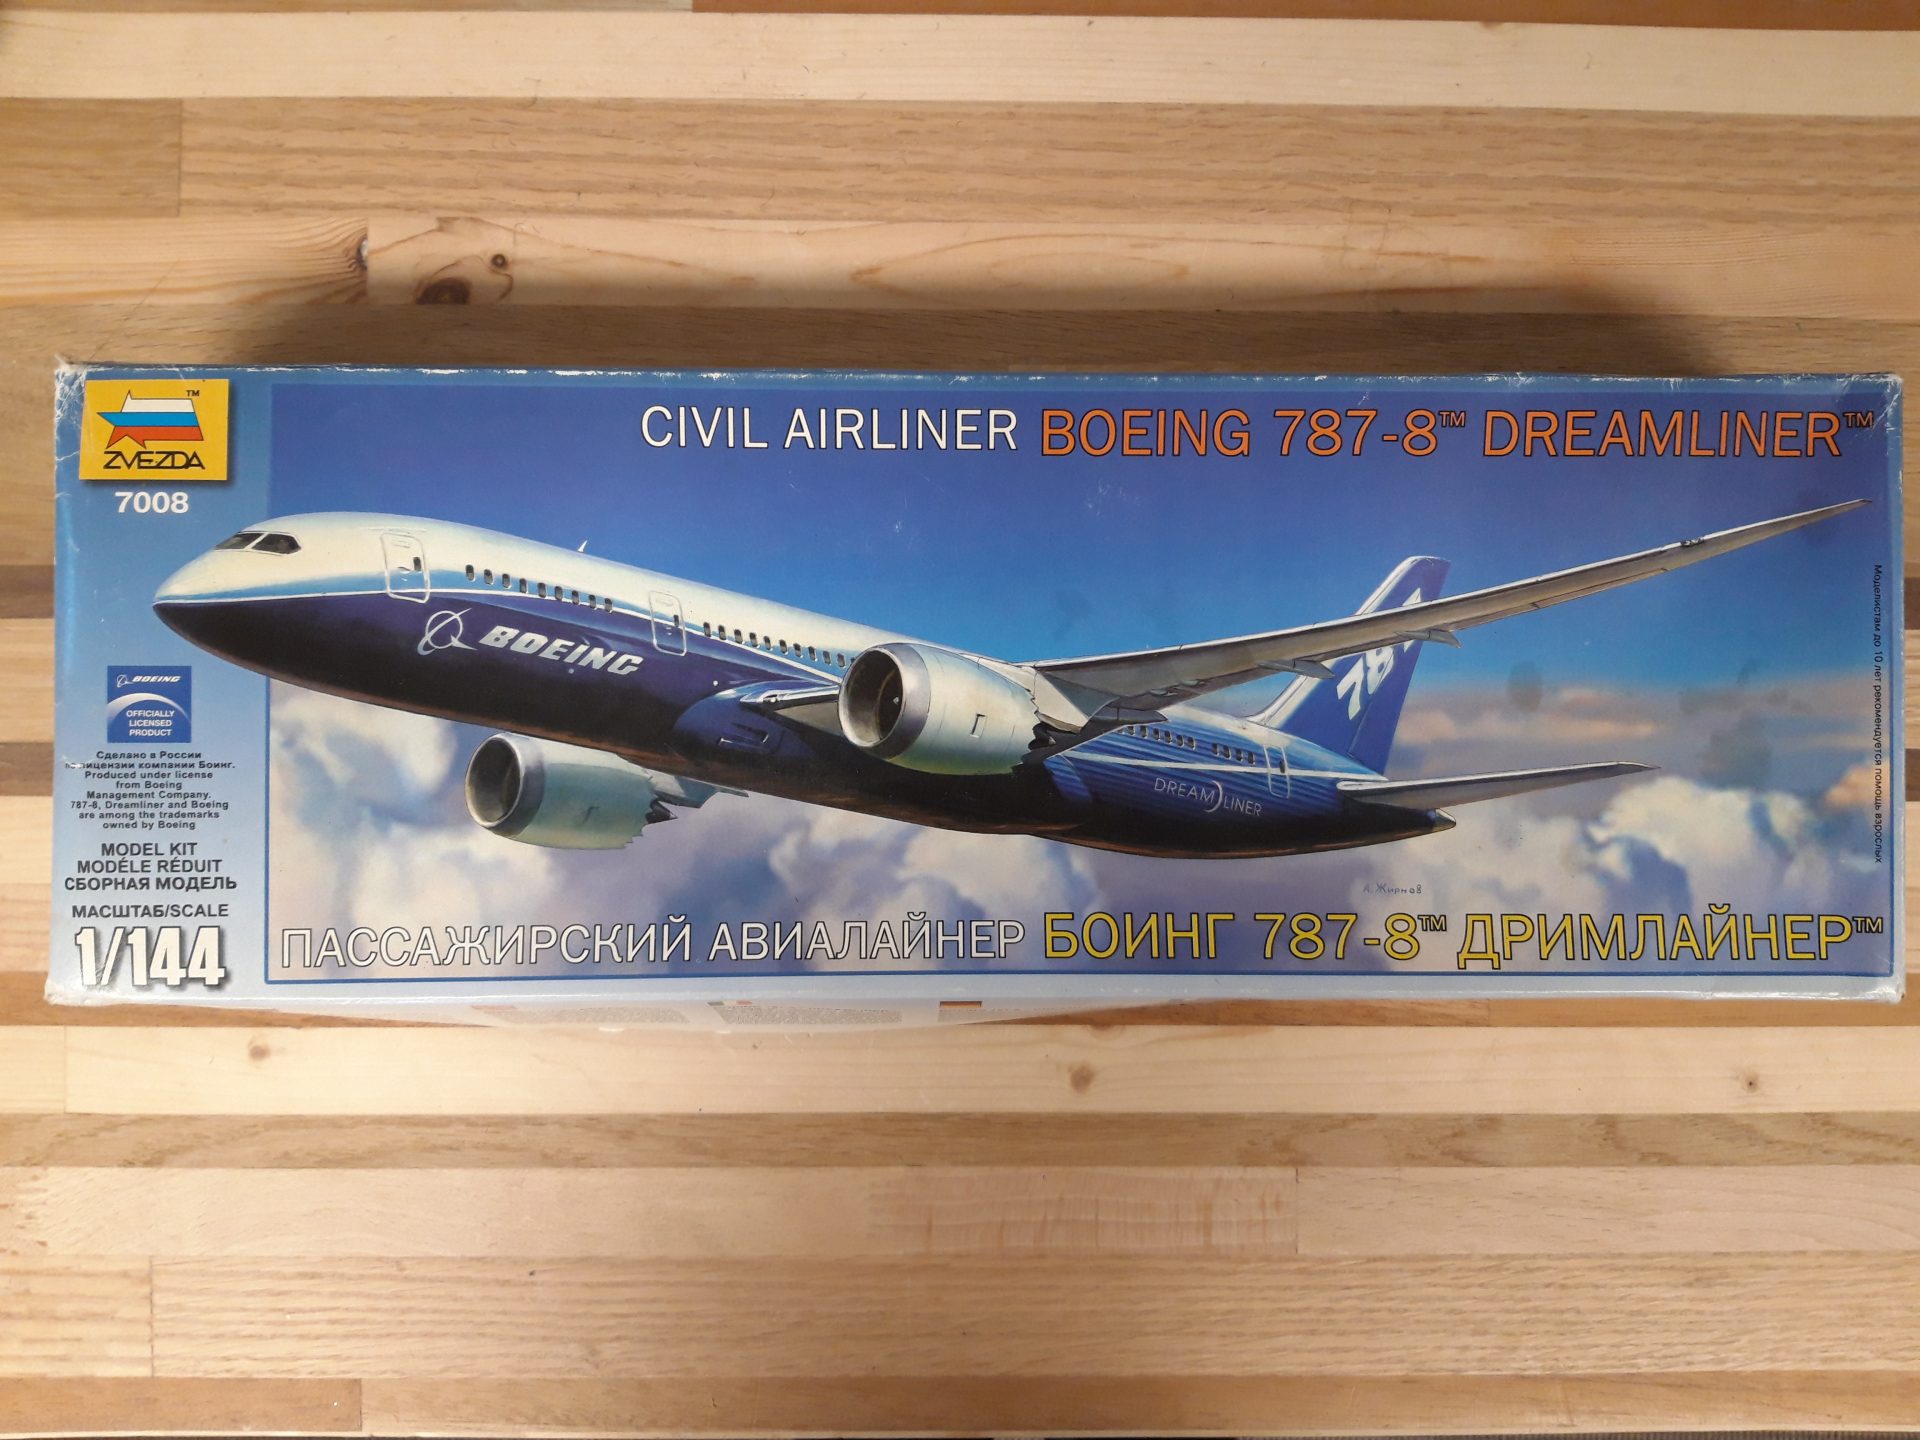 ZVEZDA™
7008
CIVIL AIRLINER BOEING 787-8™ DREAMLINER™
BOEING
787
DREAMLINER
BOEING
OFFICIALLY
LICENSED
PRODUCT
Сделано в России
лицензии компании Боинг.
Produced under license
from Boeing
Management Company.
787-8, Dreamliner and Boeing
are among the trademarks
owned by Boeing
MODEL KIT
MODÉLE RÉDUIT
СБОРНАЯ МОДЕЛЬ
МАСШТАБ/SCALE
1/144
А. Жирнов
ПАССАЖИРСКИЙ АВИАЛАЙНЕР БОИНГ 787-8™ ДРИМЛАЙНЕР™
Моделистам до 10 лет рекомендуется помощь взрослых